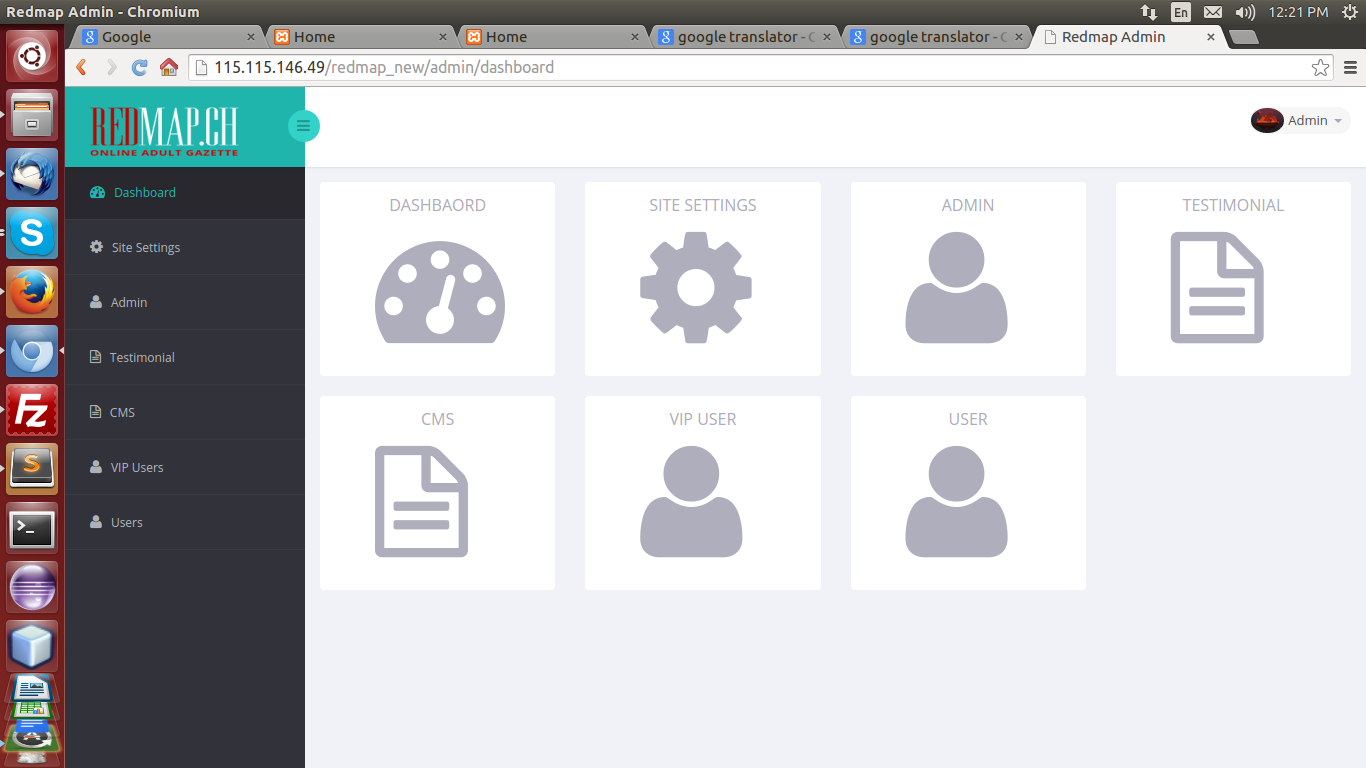 Redmap Admin - Chromium
En
12:21 PM
Google
Home
Home
google translator - G
google translator - G
Redmap Admin
115.115.146.49/redmap_new/admin/dashboard
REDMAP.CH
ONLINE ADULT GAZETTE
Admin
Dashboard
Site Settings
Admin
Testimonial
CMS
VIP Users
Users
DASHBAORD
SITE SETTINGS
ADMIN
TESTIMONIAL
CMS
VIP USER
USER